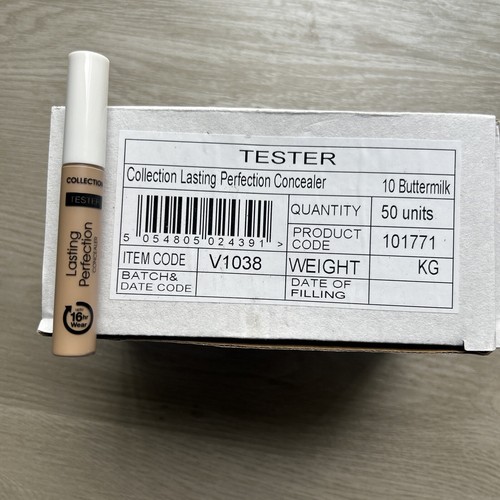 TESTER
Collection Lasting Perfection Concealer 10 Buttermilk
QUANTITY 50 units
5 054805 024391 >
PRODUCT CODE 101771
ITEM CODE V1038
WEIGHT KG
BATCH& DATE CODE
DATE OF FILLING
COLLECTION
TESTER
Lasting
Perfection
CONCEALER
16hr
Wear